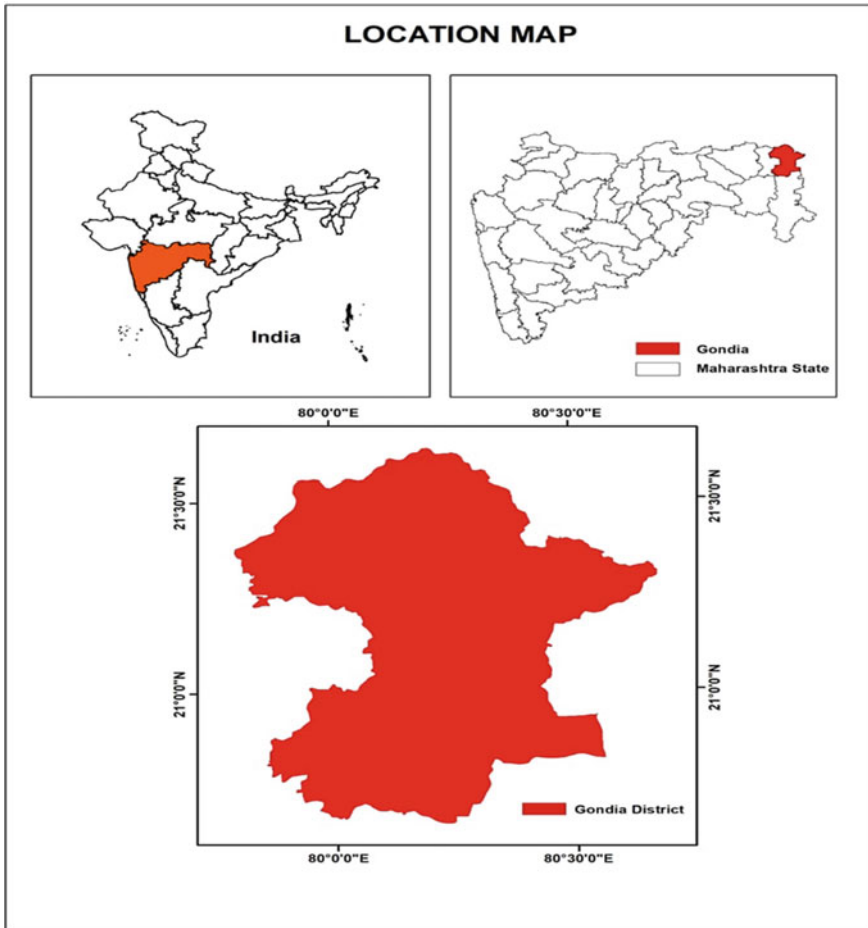 LOCATION MAP
India
Gondia
Maharashtra State
80°0'0"E
80°30'0"E
21°30'0"N
21°30'0"N
21°0'0"N
21°0'0"N
Gondia District
80°0'0"E
80°30'0"E